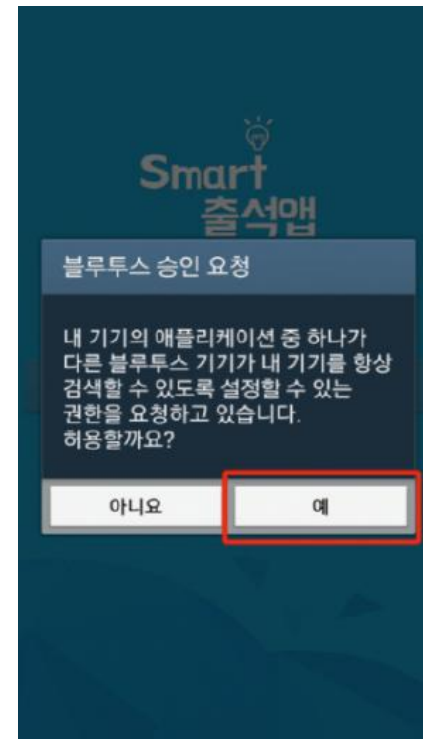 Smart
출석앱
블루투스 승인 요청
내 기기의 애플리케이션 중 하나가
다른 블루투스 기기가 내 기기를 항상
검색할 수 있도록 설정할 수 있는
권한을 요청하고 있습니다.
허용할까요?
아니요 예